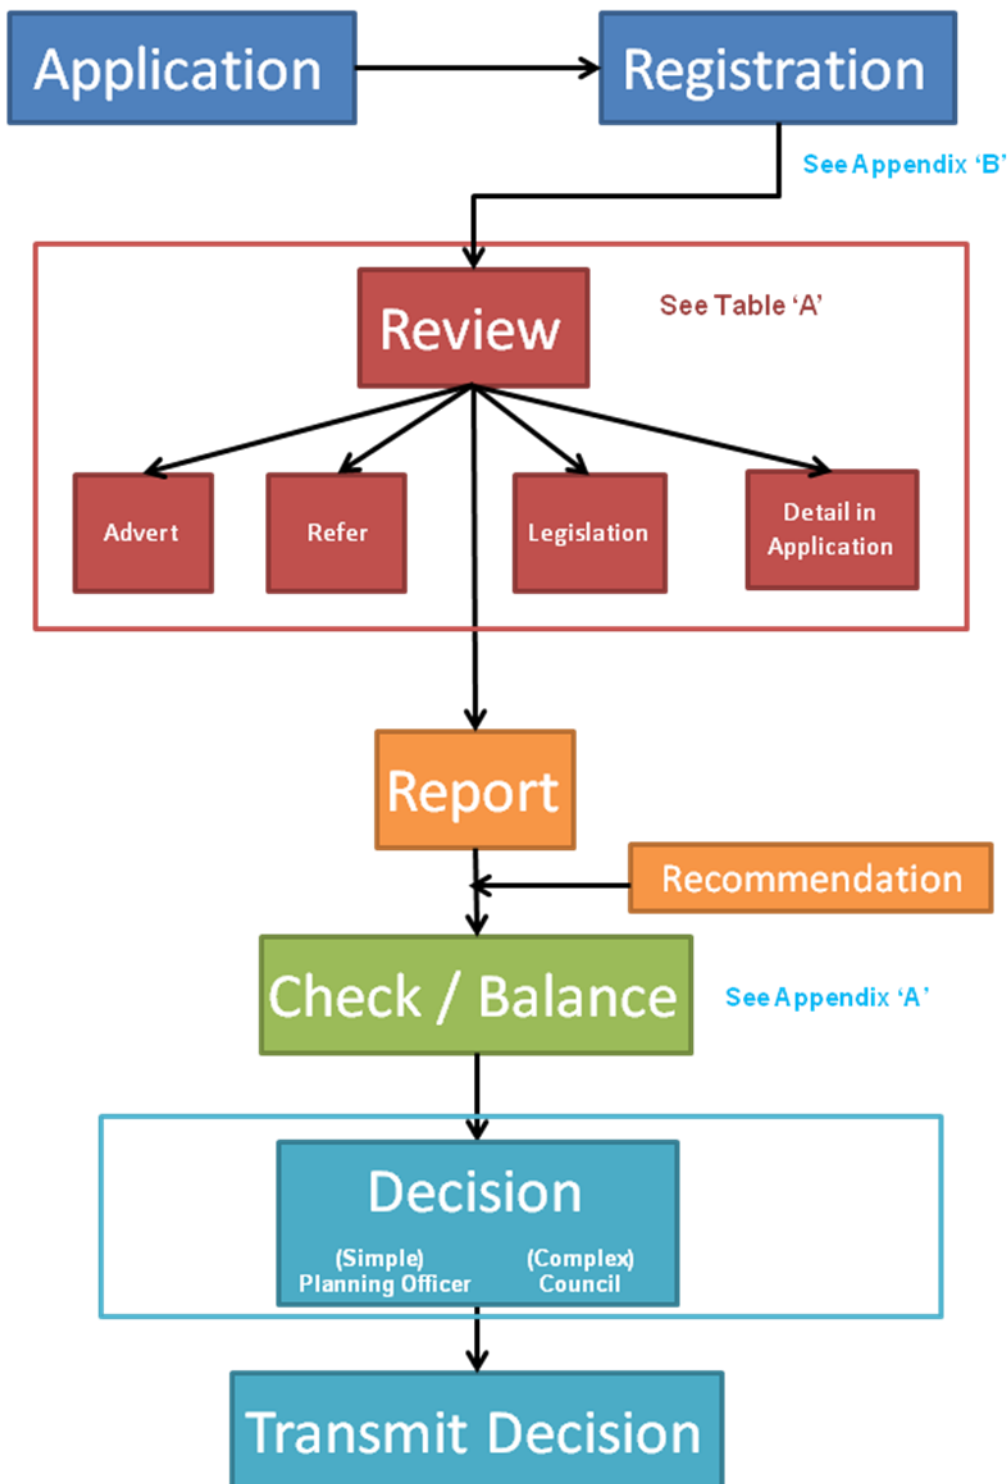 Application
Registration
See Appendix ‘B’
Review
See Table ‘A’
Advert
Refer
Legislation
Detail in
Application
Report
Recommendation
Check / Balance
See Appendix ‘A’
Decision
(Simple)
Planning Officer
(Complex)
Council
Transmit Decision